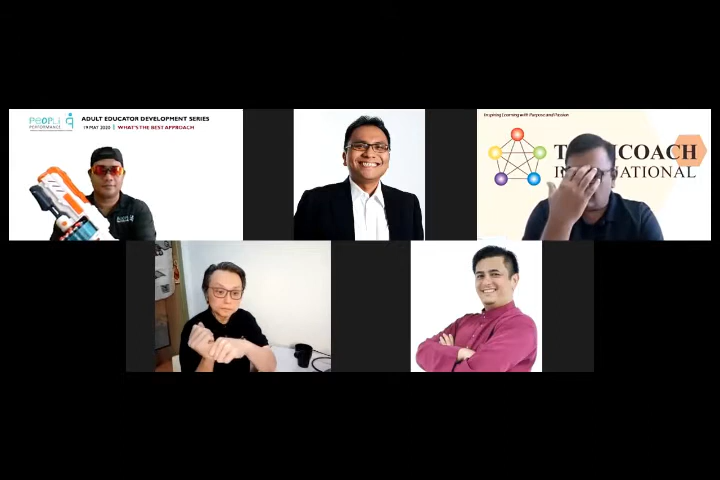 PEOPLE
PERFORMANCE
ADULT EDUCATOR DEVELOPMENT SERIES
19 MAY 2020 | WHAT'S THE BEST APPROACH
Inspiring Learning with Purpose and Passion
COACH